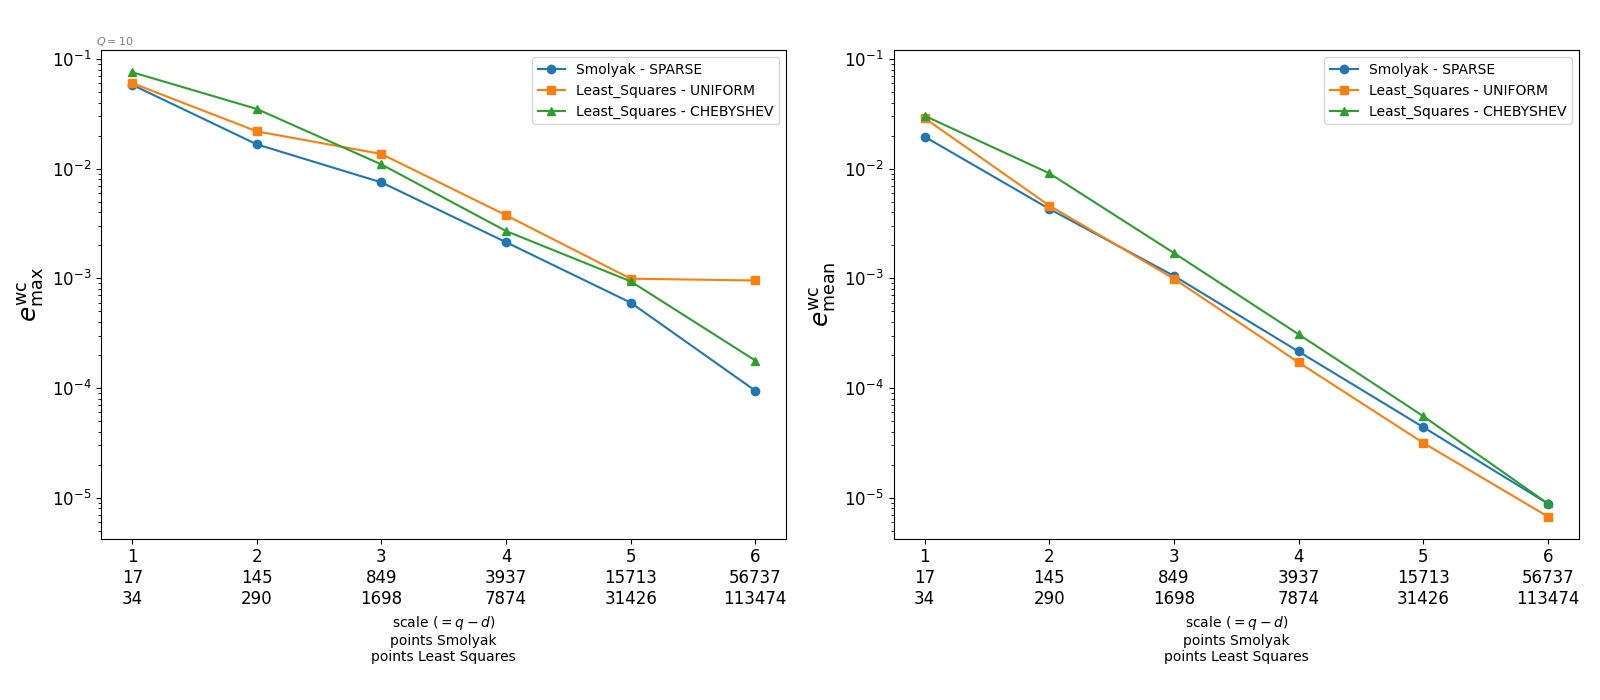 Q = 10
10⁻¹
10⁻²
10⁻³
10⁻⁴
10⁻⁵
e^wc_max
Smolyak - SPARSE
Least_Squares - UNIFORM
Least_Squares - CHEBYSHEV
1 2 3 4 5 6
17 145 849 3937 15713 56737
34 290 1698 7874 31426 113474
scale (= q − d)
points Smolyak
points Least Squares
10⁻¹
10⁻²
10⁻³
10⁻⁴
10⁻⁵
e^wc_mean
Smolyak - SPARSE
Least_Squares - UNIFORM
Least_Squares - CHEBYSHEV
1 2 3 4 5 6
17 145 849 3937 15713 56737
34 290 1698 7874 31426 113474
scale (= q − d)
points Smolyak
points Least Squares